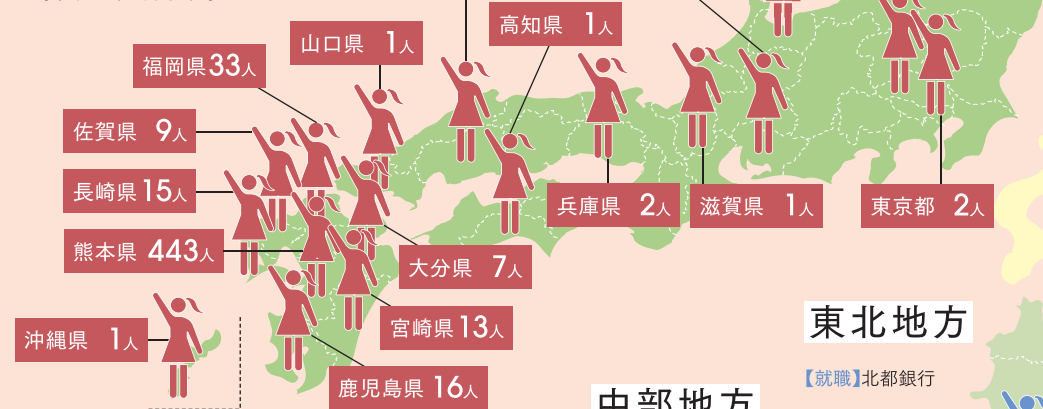 高知県 1人
山口県 1人
福岡県33人
佐賀県 9人
長崎県15人
兵庫県 2人
滋賀県 1人
東京都 2人
熊本県 443人
大分県 7人
宮崎県13人
沖縄県 1人
鹿児島県 16人
東北地方
【就職】北都銀行
中部地方